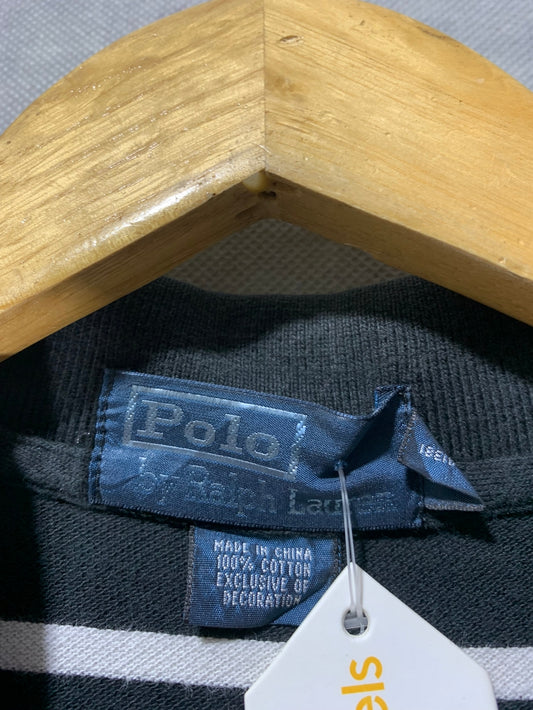 Polo
by Ralph Lauren
MADE IN CHINA
100% COTTON
EXCLUSIVE OF
DECORATION
els